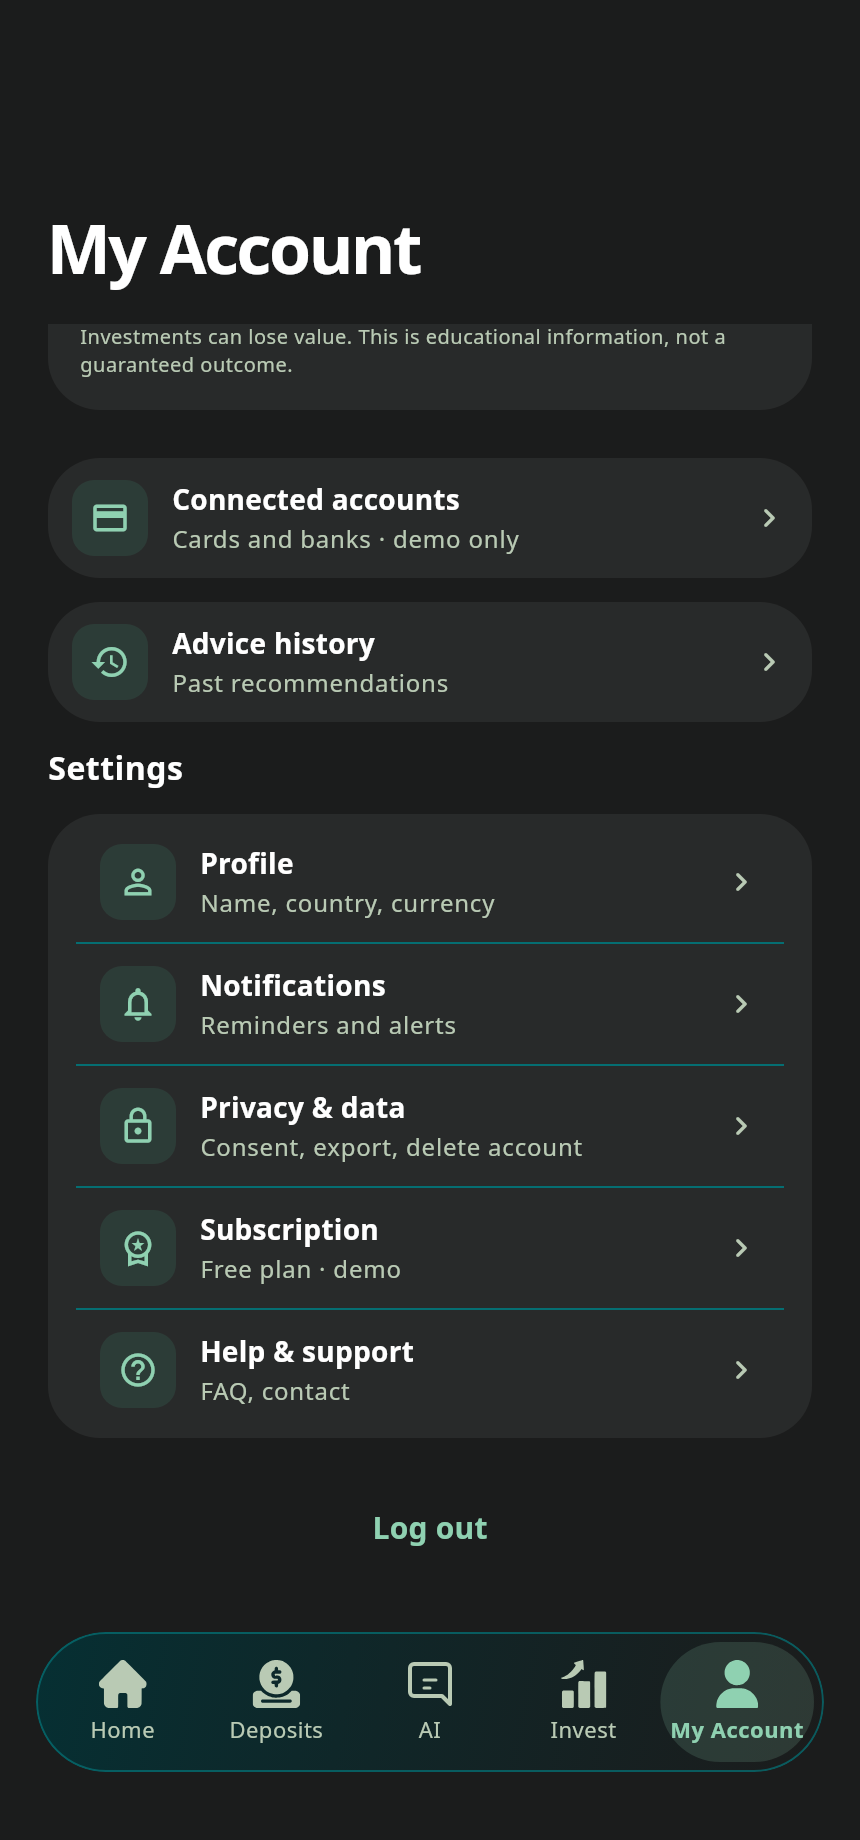 My Account
Investments can lose value. This is educational information, not a
guaranteed outcome.
Connected accounts
Cards and banks · demo only
Advice history
Past recommendations
Settings
Profile
Name, country, currency
Notifications
Reminders and alerts
Privacy & data
Consent, export, delete account
Subscription
Free plan · demo
Help & support
FAQ, contact
Log out
Home
Deposits
AI
Invest
My Account